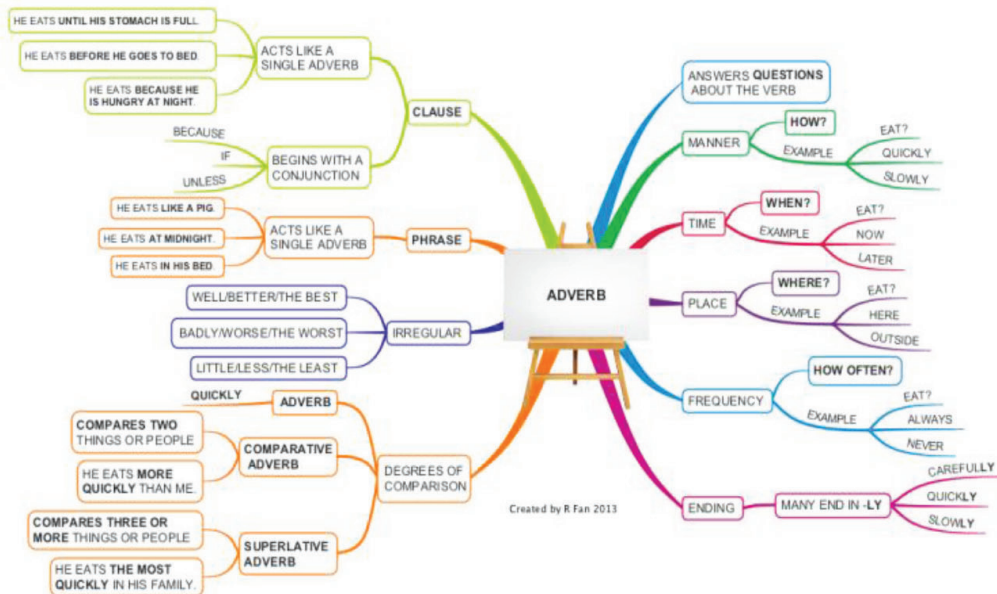 HE EATS UNTIL HIS STOMACH IS FULL.
HE EATS BEFORE HE GOES TO BED.
HE EATS BECAUSE HE
IS HUNGRY AT NIGHT.
ACTS LIKE A
SINGLE ADVERB
CLAUSE
BECAUSE
IF
UNLESS
BEGINS WITH A
CONJUNCTION
HE EATS LIKE A PIG.
HE EATS AT MIDNIGHT.
HE EATS IN HIS BED.
ACTS LIKE A
SINGLE ADVERB
PHRASE
WELL/BETTER/THE BEST
BADLY/WORSE/THE WORST
LITTLE/LESS/THE LEAST
IRREGULAR
QUICKLY
ADVERB
COMPARES TWO
THINGS OR PEOPLE
HE EATS MORE
QUICKLY THAN ME.
COMPARATIVE
ADVERB
COMPARES THREE OR
MORE THINGS OR PEOPLE
HE EATS THE MOST
QUICKLY IN HIS FAMILY.
SUPERLATIVE
ADVERB
DEGREES OF
COMPARISON
ADVERB
Created by R Fan 2013
ANSWERS QUESTIONS
ABOUT THE VERB
MANNER
HOW?
EXAMPLE
EAT?
QUICKLY
SLOWLY
TIME
WHEN?
EXAMPLE
EAT?
NOW
LATER
PLACE
WHERE?
EXAMPLE
EAT?
HERE
OUTSIDE
FREQUENCY
HOW OFTEN?
EXAMPLE
EAT?
ALWAYS
NEVER
ENDING
MANY END IN -LY
CAREFULLY
QUICKLY
SLOWLY